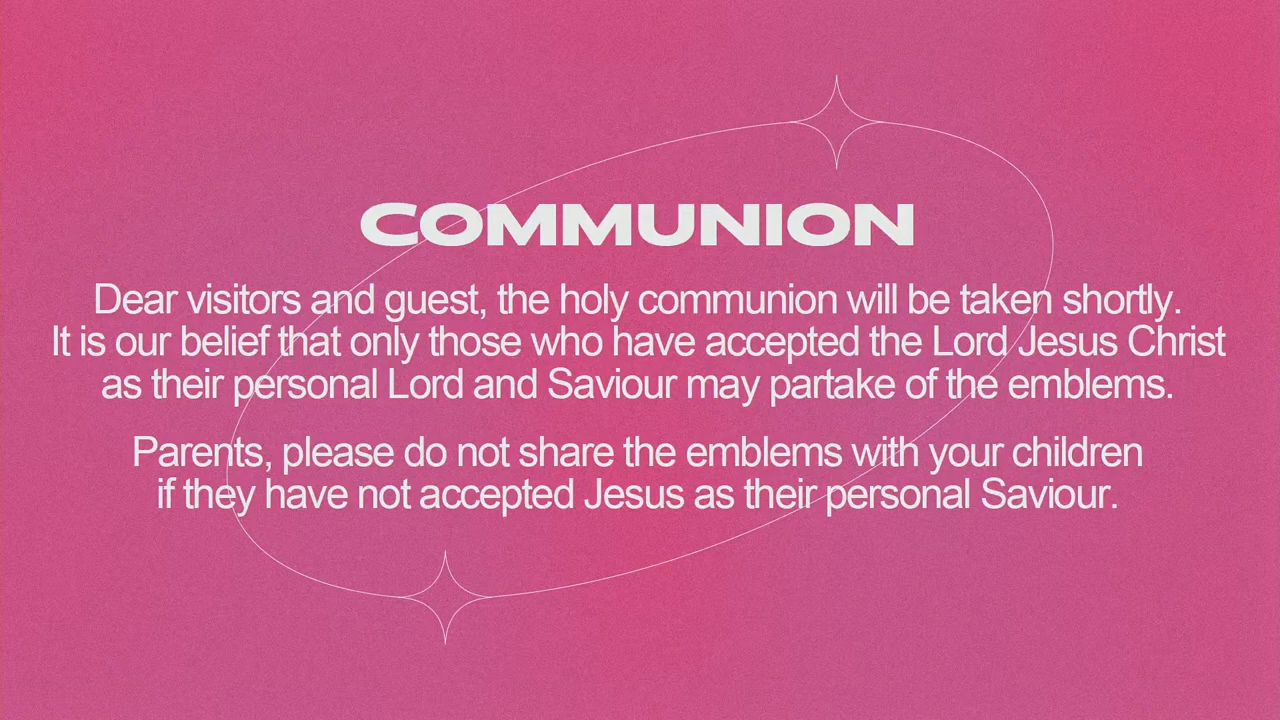 COMMUNION
Dear visitors and guest, the holy communion will be taken shortly.
It is our belief that only those who have accepted the Lord Jesus Christ
as their personal Lord and Saviour may partake of the emblems.
Parents, please do not share the emblems with your children
if they have not accepted Jesus as their personal Saviour.